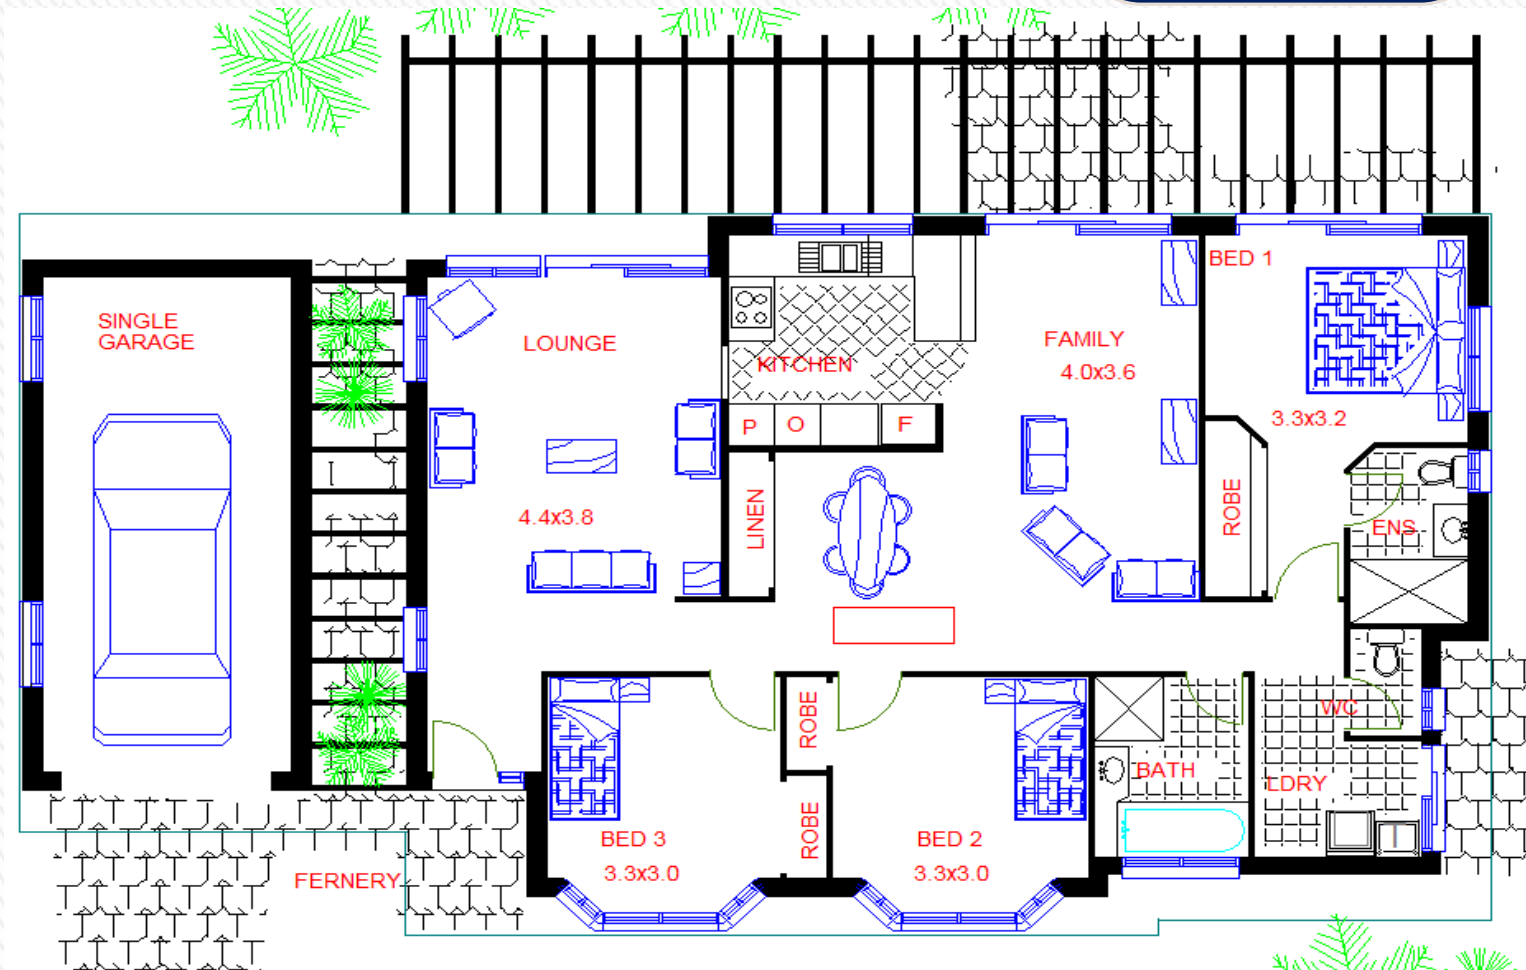 BED 1
SINGLE
GARAGE
LOUNGE
FAMILY
KITCHEN
4.0x3.6
3.3x3.2
P
O
F
ROBE
LINEN
4.4x3.8
ENS
ROBE
WC
BATH
LDRY
ROBE
BED 3
BED 2
3.3x3.0
3.3x3.0
FERNERY
T